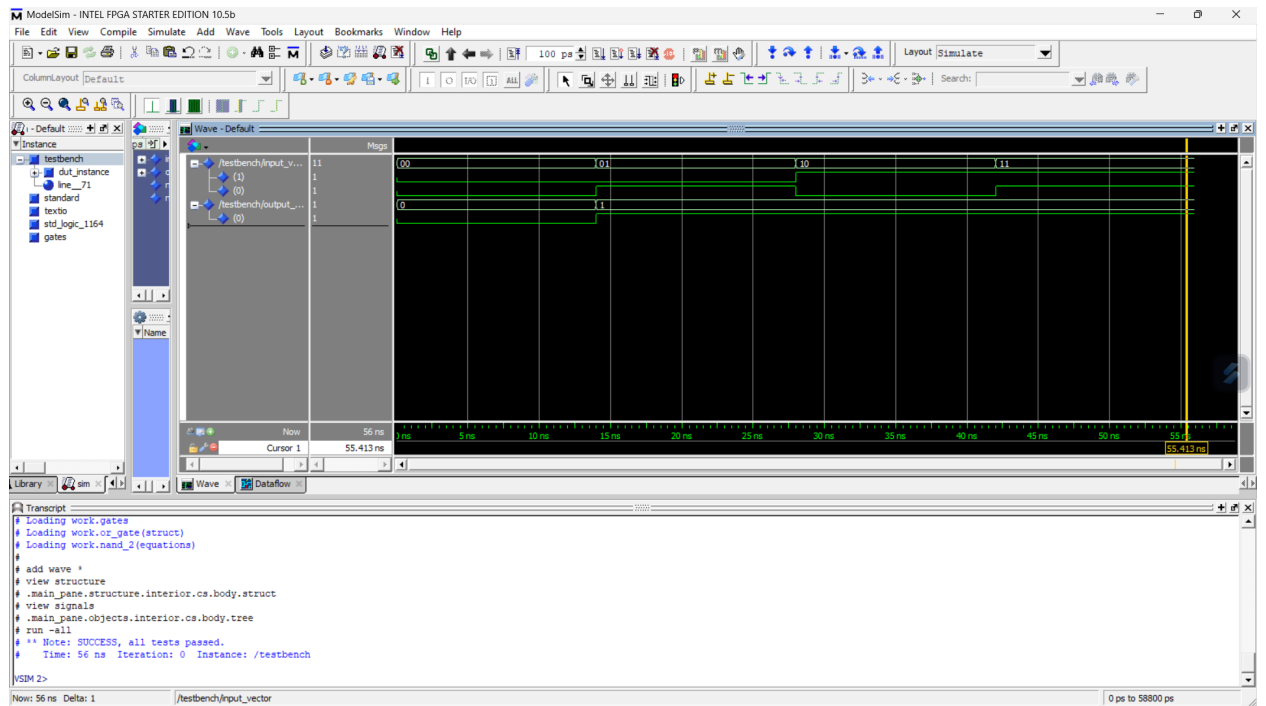 ModelSim - INTEL FPGA STARTER EDITION 10.5b
File Edit View Compile Simulate Add Wave Tools Layout Bookmarks Window Help
100 ps
Layout Simulate
ColumnLayout Default
ALL
Search:
- Default
Wave - Default
Instance
ps
Msgs
testbench
dut_instance
line__71
standard
textio
std_logic_1164
gates
/testbench/input_v... 11 00 01 10 11
(1) 1
(0) 1
/testbench/output_... 1 0 1
(0) 1
Name
Now 56 ns
5 ns 10 ns 15 ns 20 ns 25 ns 30 ns 35 ns 40 ns 45 ns 50 ns 55 ns
Cursor 1 55.413 ns 55.413 ns
Library sim Wave Dataflow
Transcript
# Loading work.gates
# Loading work.or_gate(struct)
# Loading work.nand_2(equations)
#
# add wave *
# view structure
# .main_pane.structure.interior.cs.body.struct
# view signals
# .main_pane.objects.interior.cs.body.tree
# run -all
# ** Note: SUCCESS, all tests passed.
# Time: 56 ns Iteration: 0 Instance: /testbench
VSIM 2>
Now: 56 ns Delta: 1 /testbench/input_vector 0 ps to 58800 ps